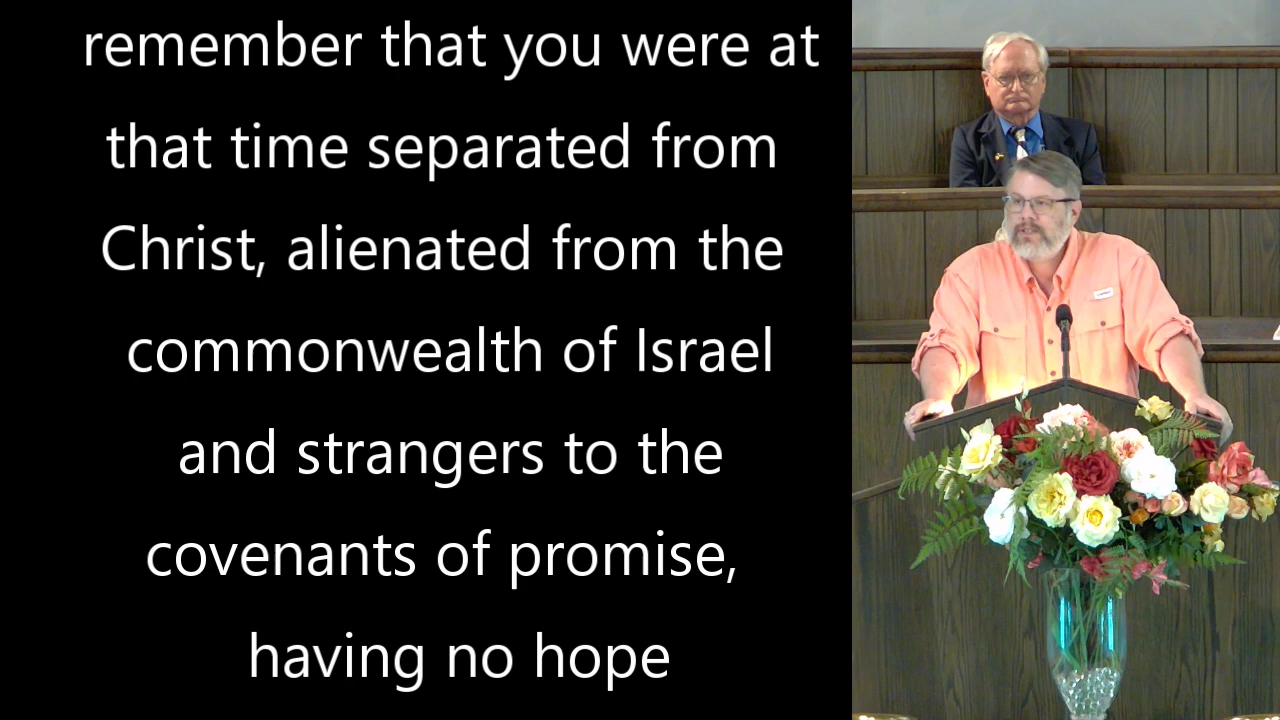 remember that you were at
that time separated from
Christ, alienated from the
commonwealth of Israel
and strangers to the
covenants of promise,
having no hope